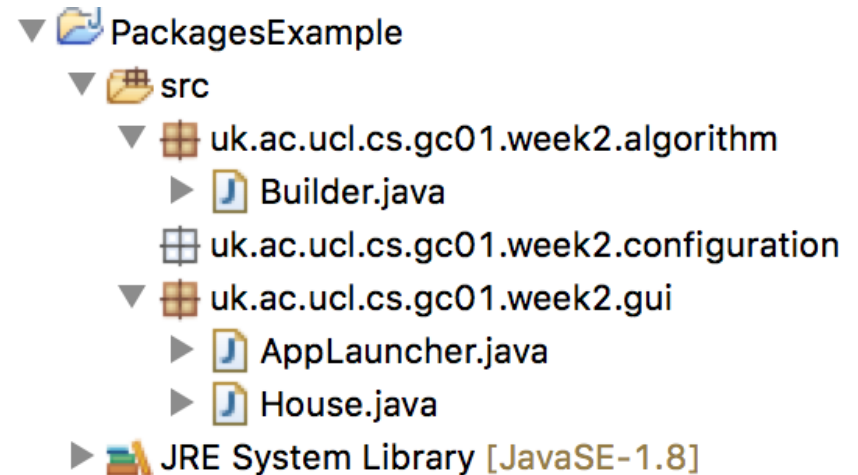 PackagesExample
src
uk.ac.ucl.cs.gc01.week2.algorithm
Builder.java
uk.ac.ucl.cs.gc01.week2.configuration
uk.ac.ucl.cs.gc01.week2.gui
AppLauncher.java
House.java
JRE System Library [JavaSE-1.8]